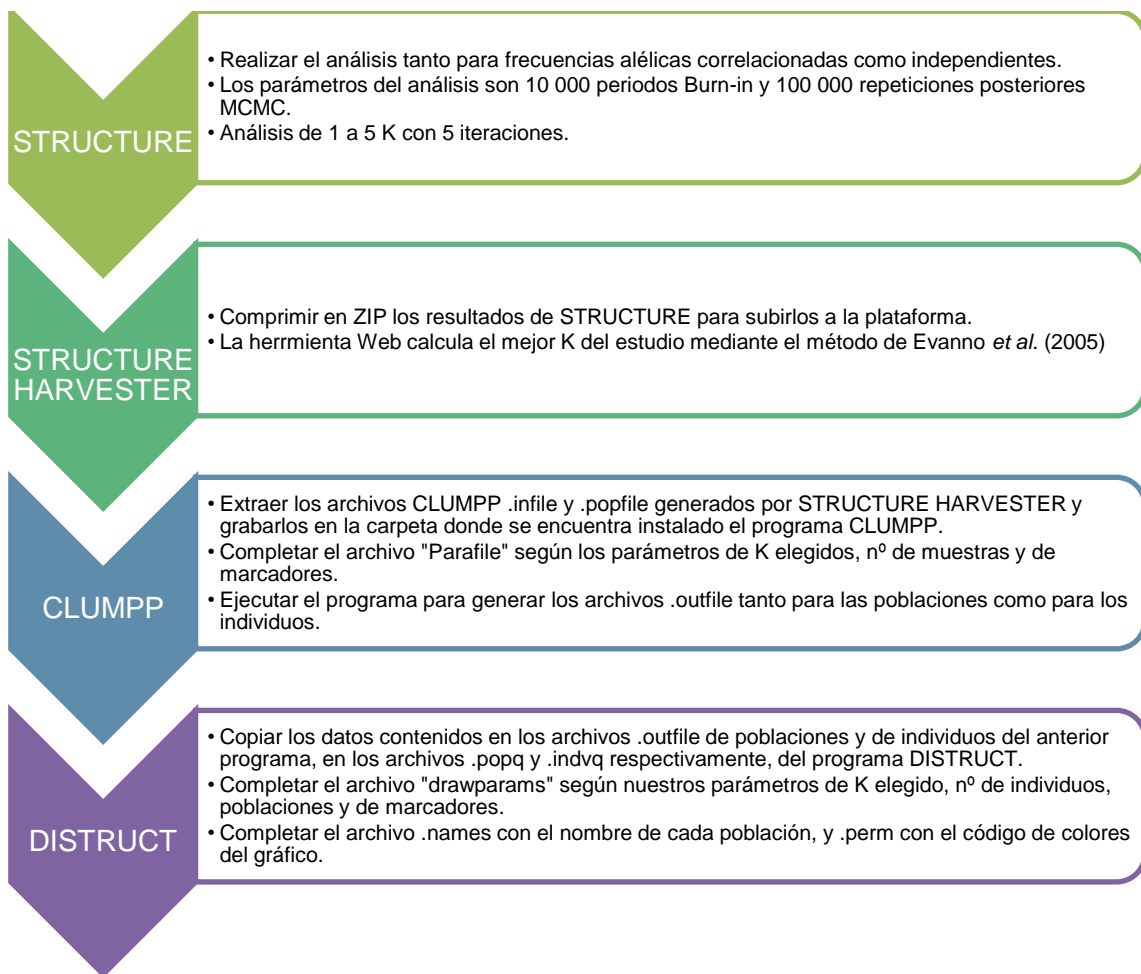 STRUCTURE
• Realizar el análisis tanto para frecuencias alélicas correlacionadas como independientes.
• Los parámetros del análisis son 10 000 periodos Burn-in y 100 000 repeticiones posteriores
MCMC.
• Análisis de 1 a 5 K con 5 iteraciones.
STRUCTURE
HARVESTER
• Comprimir en ZIP los resultados de STRUCTURE para subirlos a la plataforma.
• La herrmienta Web calcula el mejor K del estudio mediante el método de Evanno et al. (2005)
CLUMPP
• Extraer los archivos CLUMPP .infile y .popfile generados por STRUCTURE HARVESTER y
grabarlos en la carpeta donde se encuentra instalado el programa CLUMPP.
• Completar el archivo "Parafile" según los parámetros de K elegidos, nº de muestras y de
marcadores.
• Ejecutar el programa para generar los archivos .outfile tanto para las poblaciones como para los
individuos.
DISTRUCT
• Copiar los datos contenidos en los archivos .outfile de poblaciones y de individuos del anterior
programa, en los archivos .popq y .indvq respectivamente, del programa DISTRUCT.
• Completar el archivo "drawparams" según nuestros parámetros de K elegido, nº de individuos,
poblaciones y de marcadores.
• Completar el archivo .names con el nombre de cada población, y .perm con el código de colores
del gráfico.